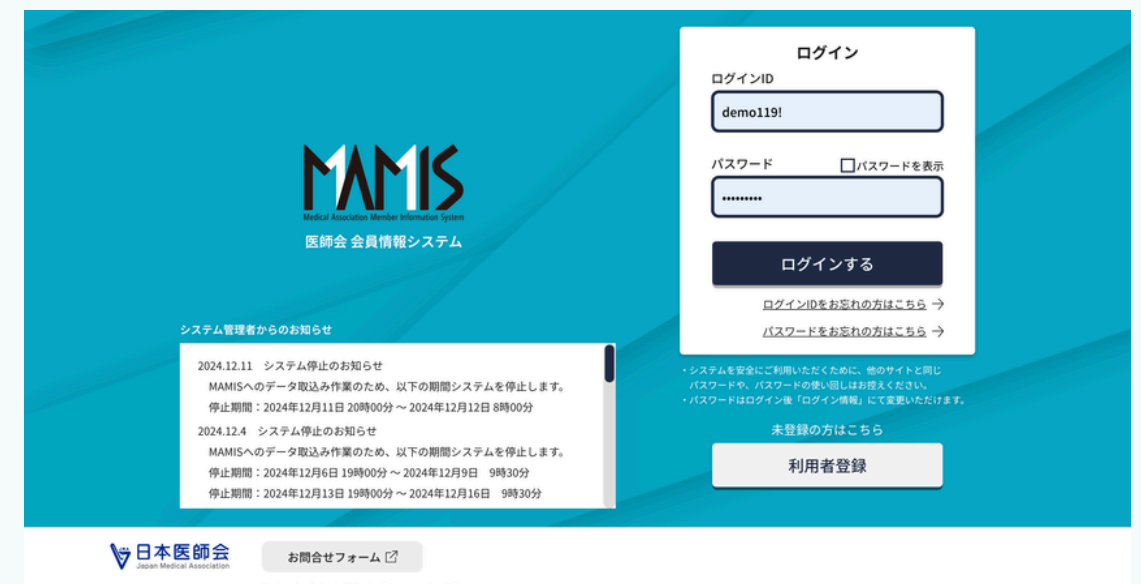 MAMIS
Medical Association Member Information System
医師会 会員情報システム
システム管理者からのお知らせ
2024.12.11 システム停止のお知らせ
MAMISへのデータ取込み作業のため、以下の期間システムを停止します。
停止期間：2024年12月11日 20時00分 ～ 2024年12月12日 8時00分
2024.12.4 システム停止のお知らせ
MAMISへのデータ取込み作業のため、以下の期間システムを停止します。
停止期間：2024年12月6日 19時00分 ～ 2024年12月9日 9時30分
停止期間：2024年12月13日 19時00分 ～ 2024年12月16日 9時30分
ログイン
ログインID
demo119!
パスワード
パスワードを表示
•••••••••
ログインする
ログインIDをお忘れの方はこちら →
パスワードをお忘れの方はこちら →
・システムを安全にご利用いただくために、他のサイトと同じ
パスワードや、パスワードの使い回しはお控えください。
・パスワードはログイン後「ログイン情報」にて変更いただけます。
未登録の方はこちら
利用者登録
日本医師会
Japan Medical Association
お問合せフォーム